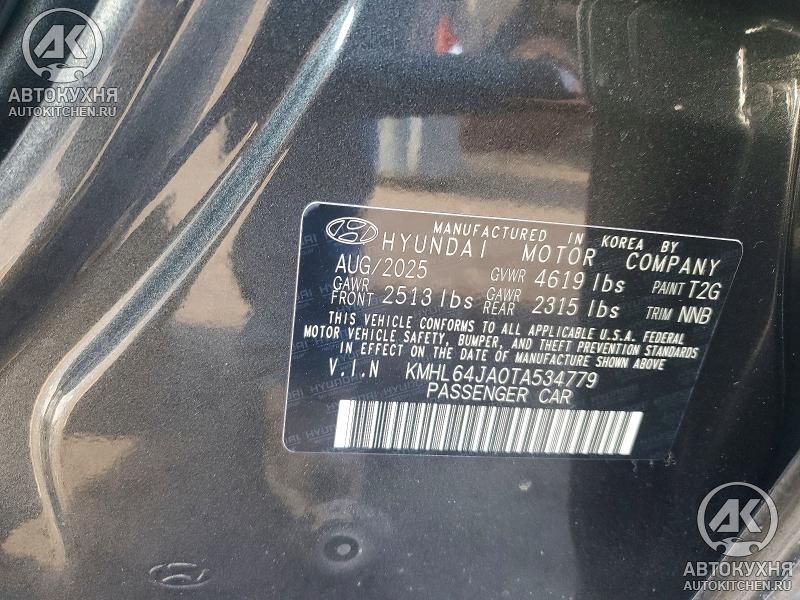 AK
АВТОКУХНЯ
AUTOKITCHEN.RU
MANUFACTURED IN KOREA BY
HYUNDAI MOTOR COMPANY
AUG/2025 GVWR 4619 lbs PAINT T2G
GAWR FRONT 2513 lbs GAWR REAR 2315 lbs TRIM NNB
THIS VEHICLE CONFORMS TO ALL APPLICABLE U.S.A. FEDERAL
MOTOR VEHICLE SAFETY, BUMPER, AND THEFT PREVENTION STANDARDS
IN EFFECT ON THE DATE OF MANUFACTURE SHOWN ABOVE
V.I.N KMHL64JA0TA534779
PASSENGER CAR
AK
АВТОКУХНЯ
AUTOKITCHEN.RU